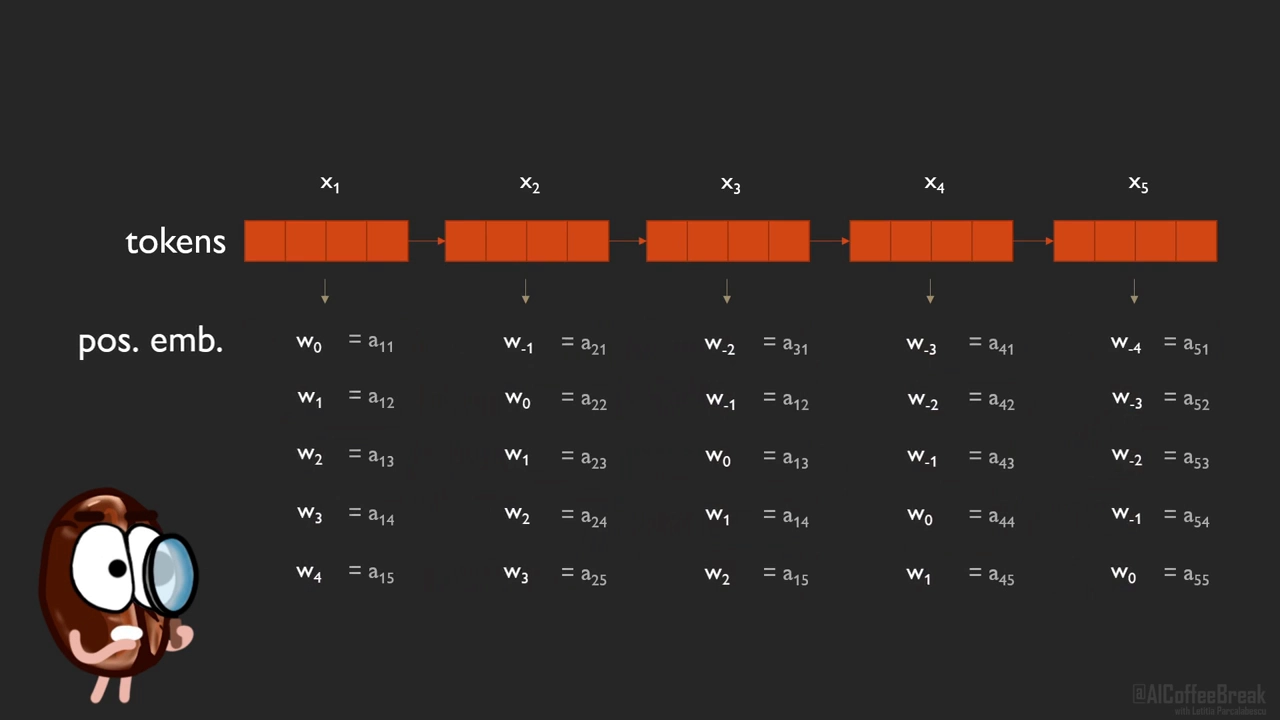 x₁ x₂ x₃ x₄ x₅
tokens
pos. emb. w₀ = a₁₁ w₋₁ = a₂₁ w₋₂ = a₃₁ w₋₃ = a₄₁ w₋₄ = a₅₁
w₁ = a₁₂ w₀ = a₂₂ w₋₁ = a₁₂ w₋₂ = a₄₂ w₋₃ = a₅₂
w₂ = a₁₃ w₁ = a₂₃ w₀ = a₁₃ w₋₁ = a₄₃ w₋₂ = a₅₃
w₃ = a₁₄ w₂ = a₂₄ w₁ = a₁₄ w₀ = a₄₄ w₋₁ = a₅₄
w₄ = a₁₅ w₃ = a₂₅ w₂ = a₁₅ w₁ = a₄₅ w₀ = a₅₅
@AICoffeeBreak
with Letitia Parcalabescu